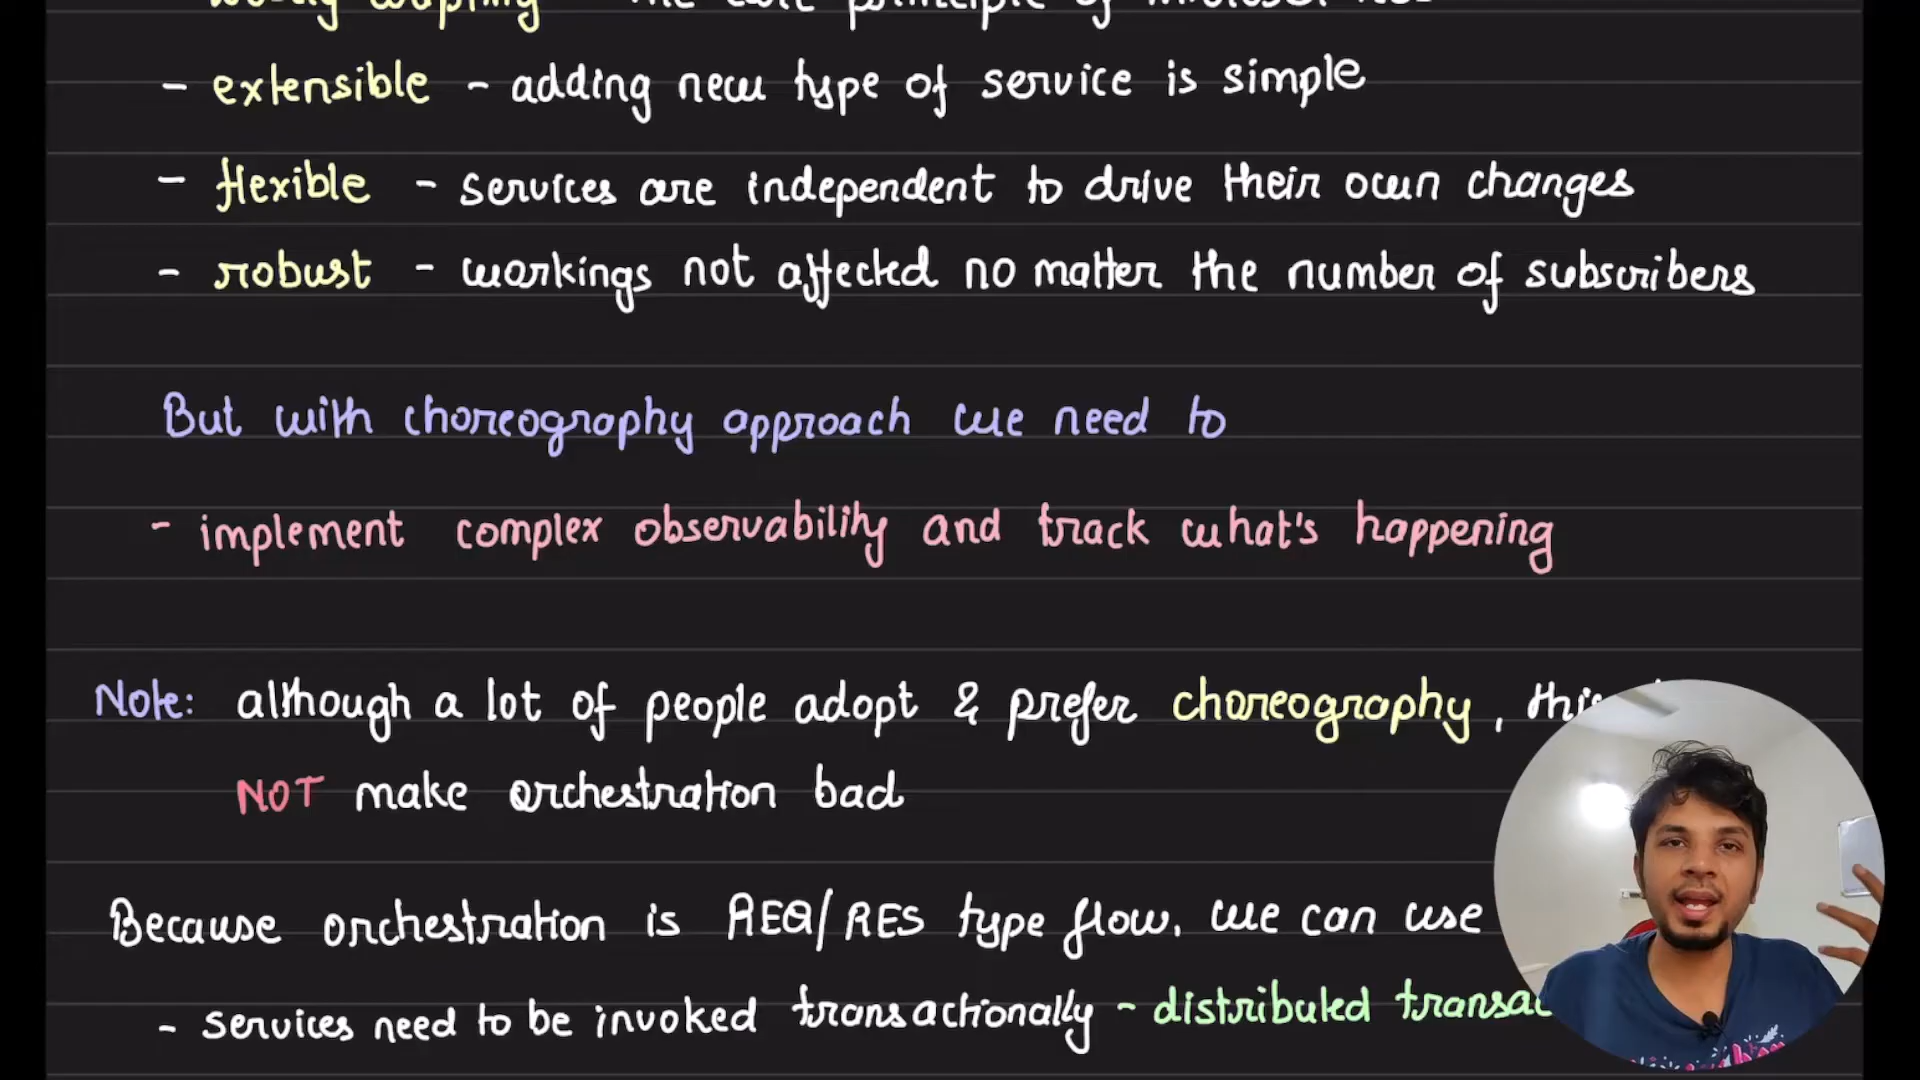 - extensible - adding new type of service is simple
- flexible - services are independent to drive their own changes
- robust - workings not affected no matter the number of subscribers
But with choreography approach we need to
- implement complex observability and track what's happening
Note: although a lot of people adopt & prefer choreography, this
NOT make orchestration bad
Because orchestration is REQ/RES type flow, we can use
- services need to be invoked transactionally - distributed